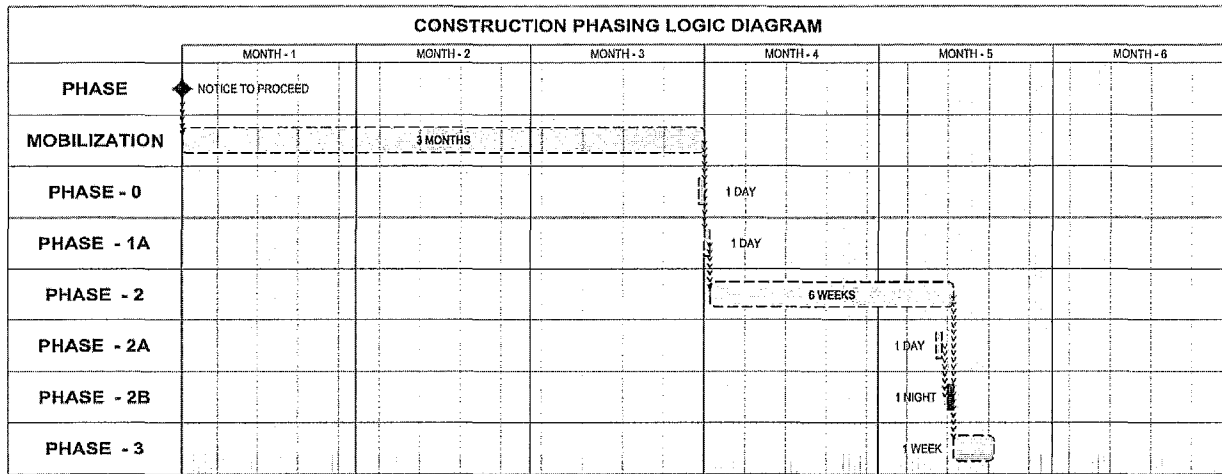 CONSTRUCTION PHASING LOGIC DIAGRAM
MONTH - 1 MONTH - 2 MONTH - 3 MONTH - 4 MONTH - 5 MONTH - 6
PHASE NOTICE TO PROCEED
MOBILIZATION 3 MONTHS
PHASE - 0 1 DAY
PHASE - 1A 1 DAY
PHASE - 2 6 WEEKS
PHASE - 2A 1 DAY
PHASE - 2B 1 NIGHT
PHASE - 3 1 WEEK